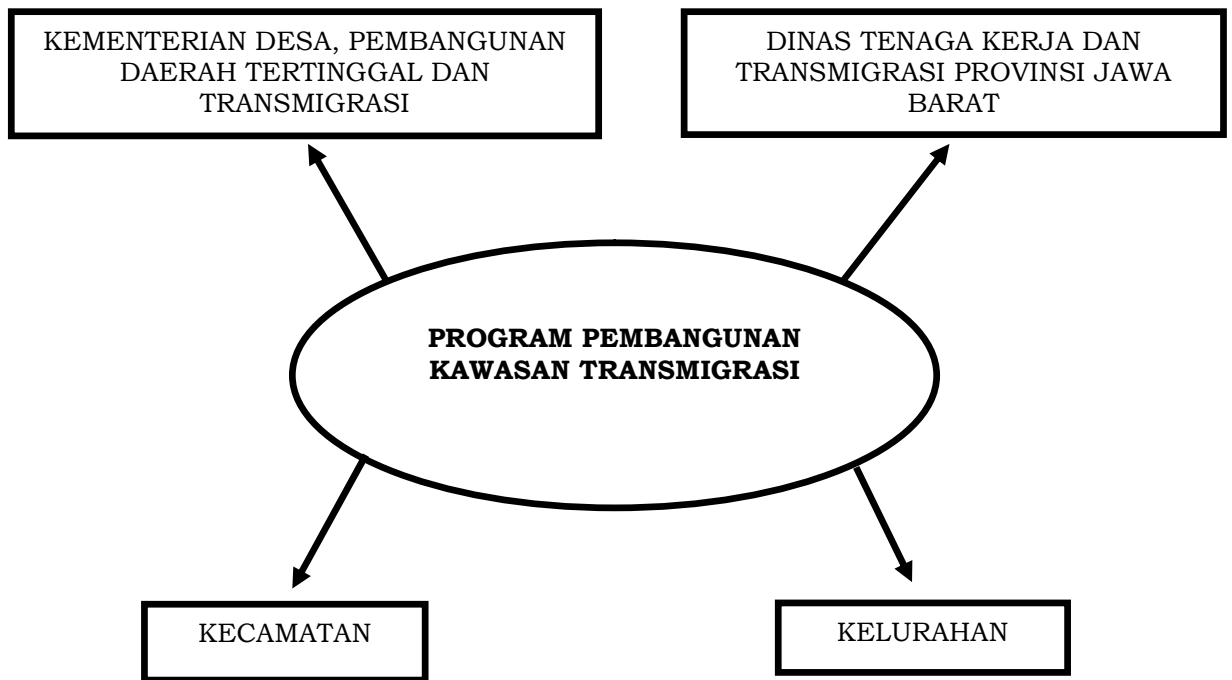 KEMENTERIAN DESA, PEMBANGUNAN
DAERAH TERTINGGAL DAN
TRANSMIGRASI
DINAS TENAGA KERJA DAN
TRANSMIGRASI PROVINSI JAWA
BARAT
PROGRAM PEMBANGUNAN
KAWASAN TRANSMIGRASI
KECAMATAN
KELURAHAN